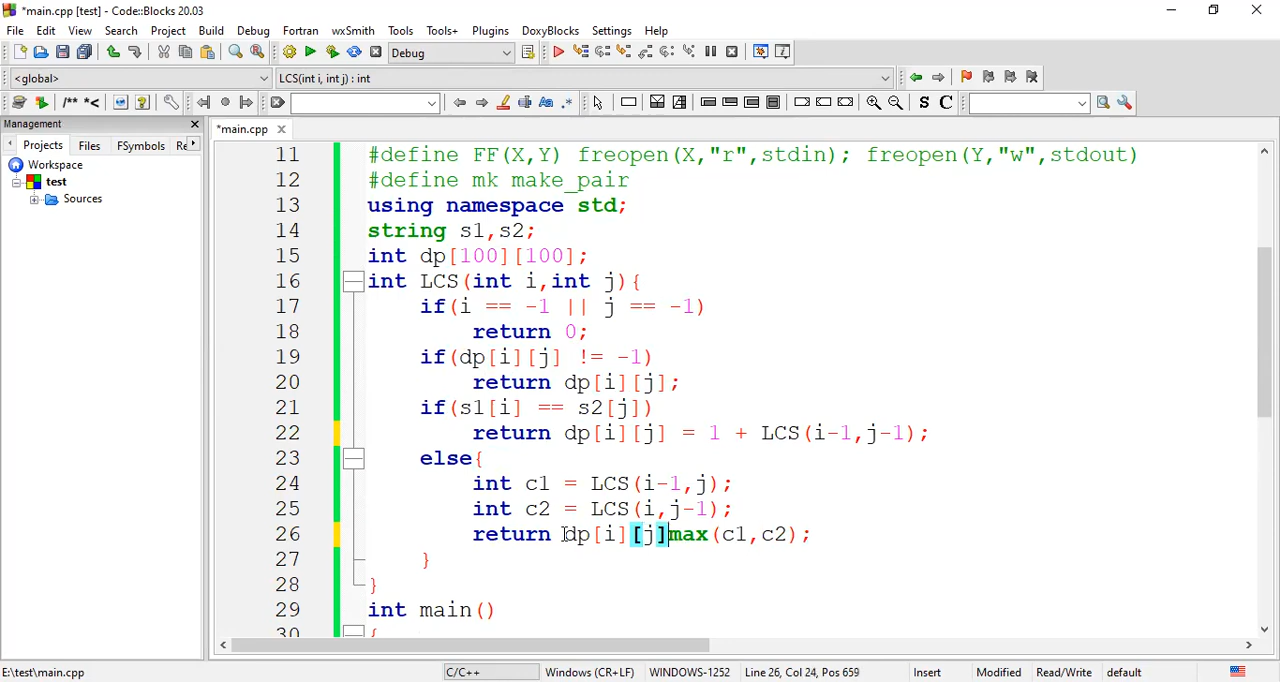 *main.cpp [test] - Code::Blocks 20.03
File Edit View Search Project Build Debug Fortran wxSmith Tools Tools+ Plugins DoxyBlocks Settings Help
Debug
<global> LCS(int i, int j) : int
/** *< S C
Management
Projects Files FSymbols Re
*main.cpp
Workspace
test
Sources
11 #define FF(X,Y) freopen(X,"r",stdin); freopen(Y,"w",stdout)
12 #define mk make_pair
13 using namespace std;
14 string s1,s2;
15 int dp[100][100];
16 int LCS(int i,int j){
17 if(i == -1 || j == -1)
18 return 0;
19 if(dp[i][j] != -1)
20 return dp[i][j];
21 if(s1[i] == s2[j])
22 return dp[i][j] = 1 + LCS(i-1,j-1);
23 else{
24 int c1 = LCS(i-1,j);
25 int c2 = LCS(i,j-1);
26 return dp[i][j]max(c1,c2);
27 }
28 }
29 int main()
30 {
E:\test\main.cpp C/C++ Windows (CR+LF) WINDOWS-1252 Line 26, Col 24, Pos 659 Insert Modified Read/Write default